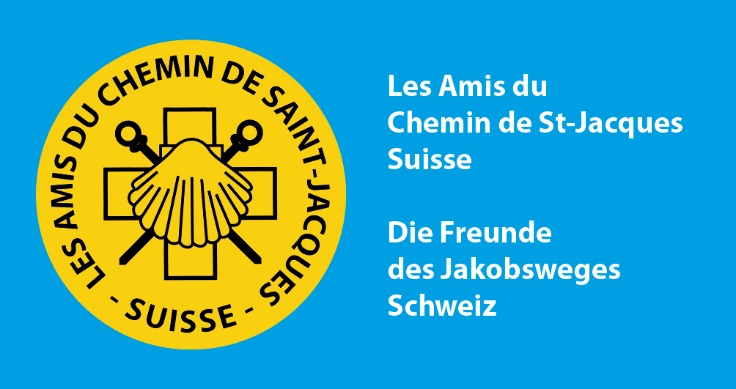 LES AMIS DU CHEMIN DE SAINT-JACQUES
- SUISSE -
Les Amis du
Chemin de St-Jacques
Suisse
Die Freunde
des Jakobsweges
Schweiz